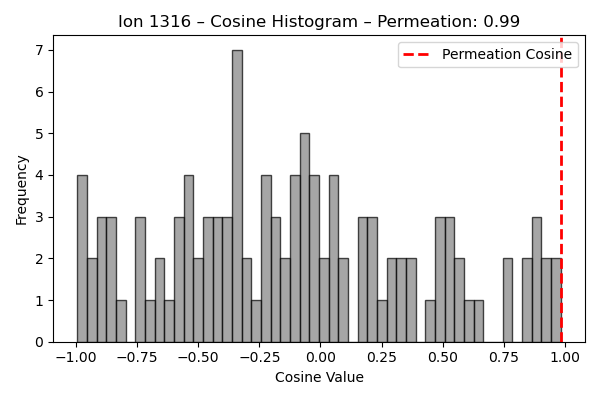 Ion 1316 – Cosine Histogram – Permeation: 0.99
Permeation Cosine
Frequency
7
6
5
4
3
2
1
0
−1.00 −0.75 −0.50 −0.25 0.00 0.25 0.50 0.75 1.00
Cosine Value